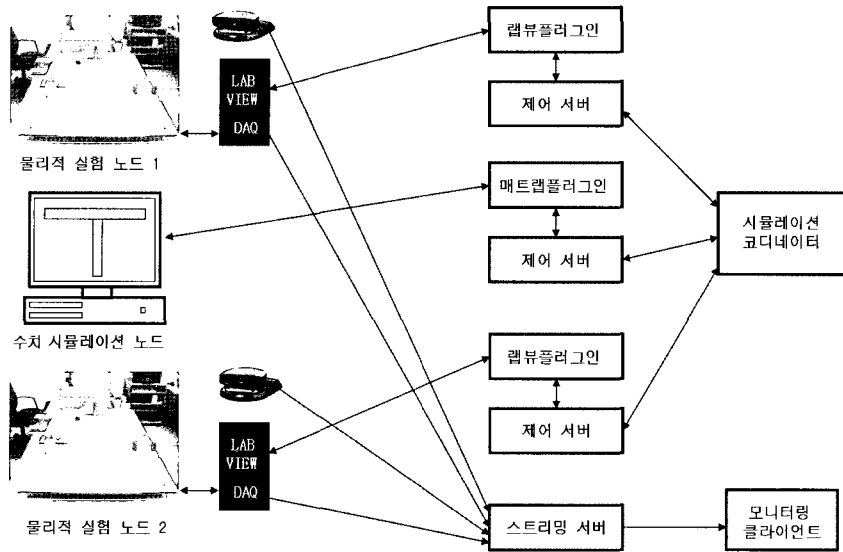 랩뷰플러그인
LAB
VIEW
DAQ
제어 서버
물리적 실험 노드 1
매트랩플러그인
시뮬레이션
코디네이터
제어 서버
수치 시뮬레이션 노드
랩뷰플러그인
제어 서버
LAB
VIEW
DAQ
물리적 실험 노드 2
스트리밍 서버
모니터링
클라이언트